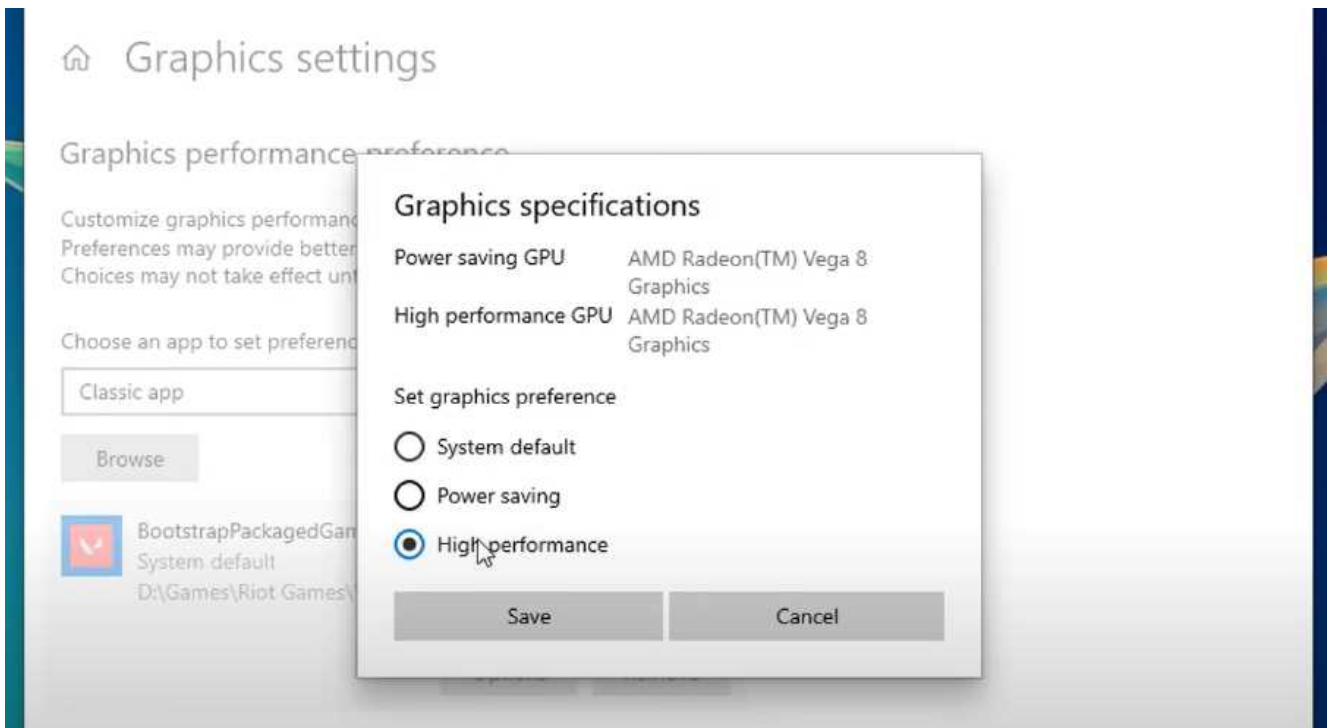 Graphics settings
Graphics performance preference
Customize graphics performanc
Preferences may provide better
Choices may not take effect unt
Choose an app to set preferenc
Classic app
Browse
BootstrapPackagedGam
System default
D:\Games\Riot Games\
Graphics specifications
Power saving GPU
AMD Radeon(TM) Vega 8
Graphics
High performance GPU
AMD Radeon(TM) Vega 8
Graphics
Set graphics preference
System default
Power saving
High performance
Save
Cancel